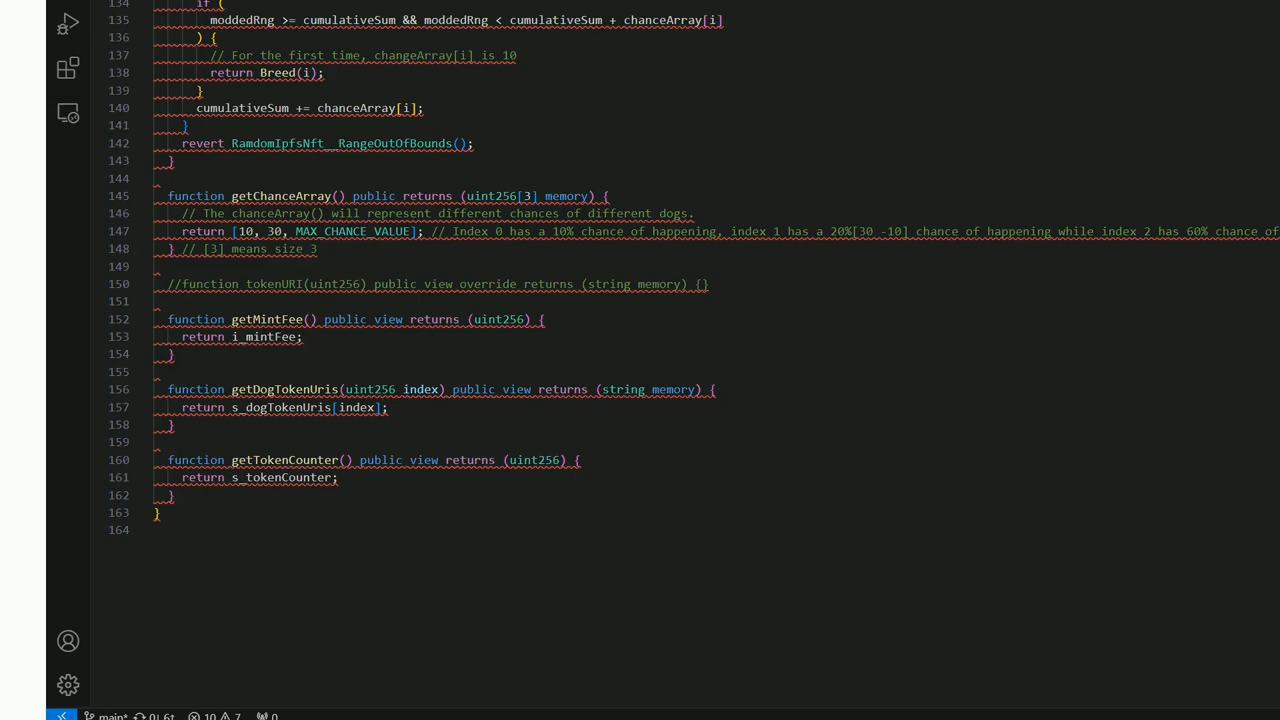 134 if (
135 moddedRng >= cumulativeSum && moddedRng < cumulativeSum + chanceArray[i]
136 ) {
137 // For the first time, changeArray[i] is 10
138 return Breed(i);
139 }
140 cumulativeSum += chanceArray[i];
141 }
142 revert RamdomIpfsNft__RangeOutOfBounds();
143 }
144
145 function getChanceArray() public returns (uint256[3] memory) {
146 // The chanceArray() will represent different chances of different dogs.
147 return [10, 30, MAX_CHANCE_VALUE]; // Index 0 has a 10% chance of happening, index 1 has a 20%[30 -10] chance of happening while index 2 has 60% chance of
148 } // [3] means size 3
149
150 //function tokenURI(uint256) public view override returns (string memory) {}
151
152 function getMintFee() public view returns (uint256) {
153 return i_mintFee;
154 }
155
156 function getDogTokenUris(uint256 index) public view returns (string memory) {
157 return s_dogTokenUris[index];
158 }
159
160 function getTokenCounter() public view returns (uint256) {
161 return s_tokenCounter;
162 }
163 }
164
main* 0↓ 6↑ 10 7 0